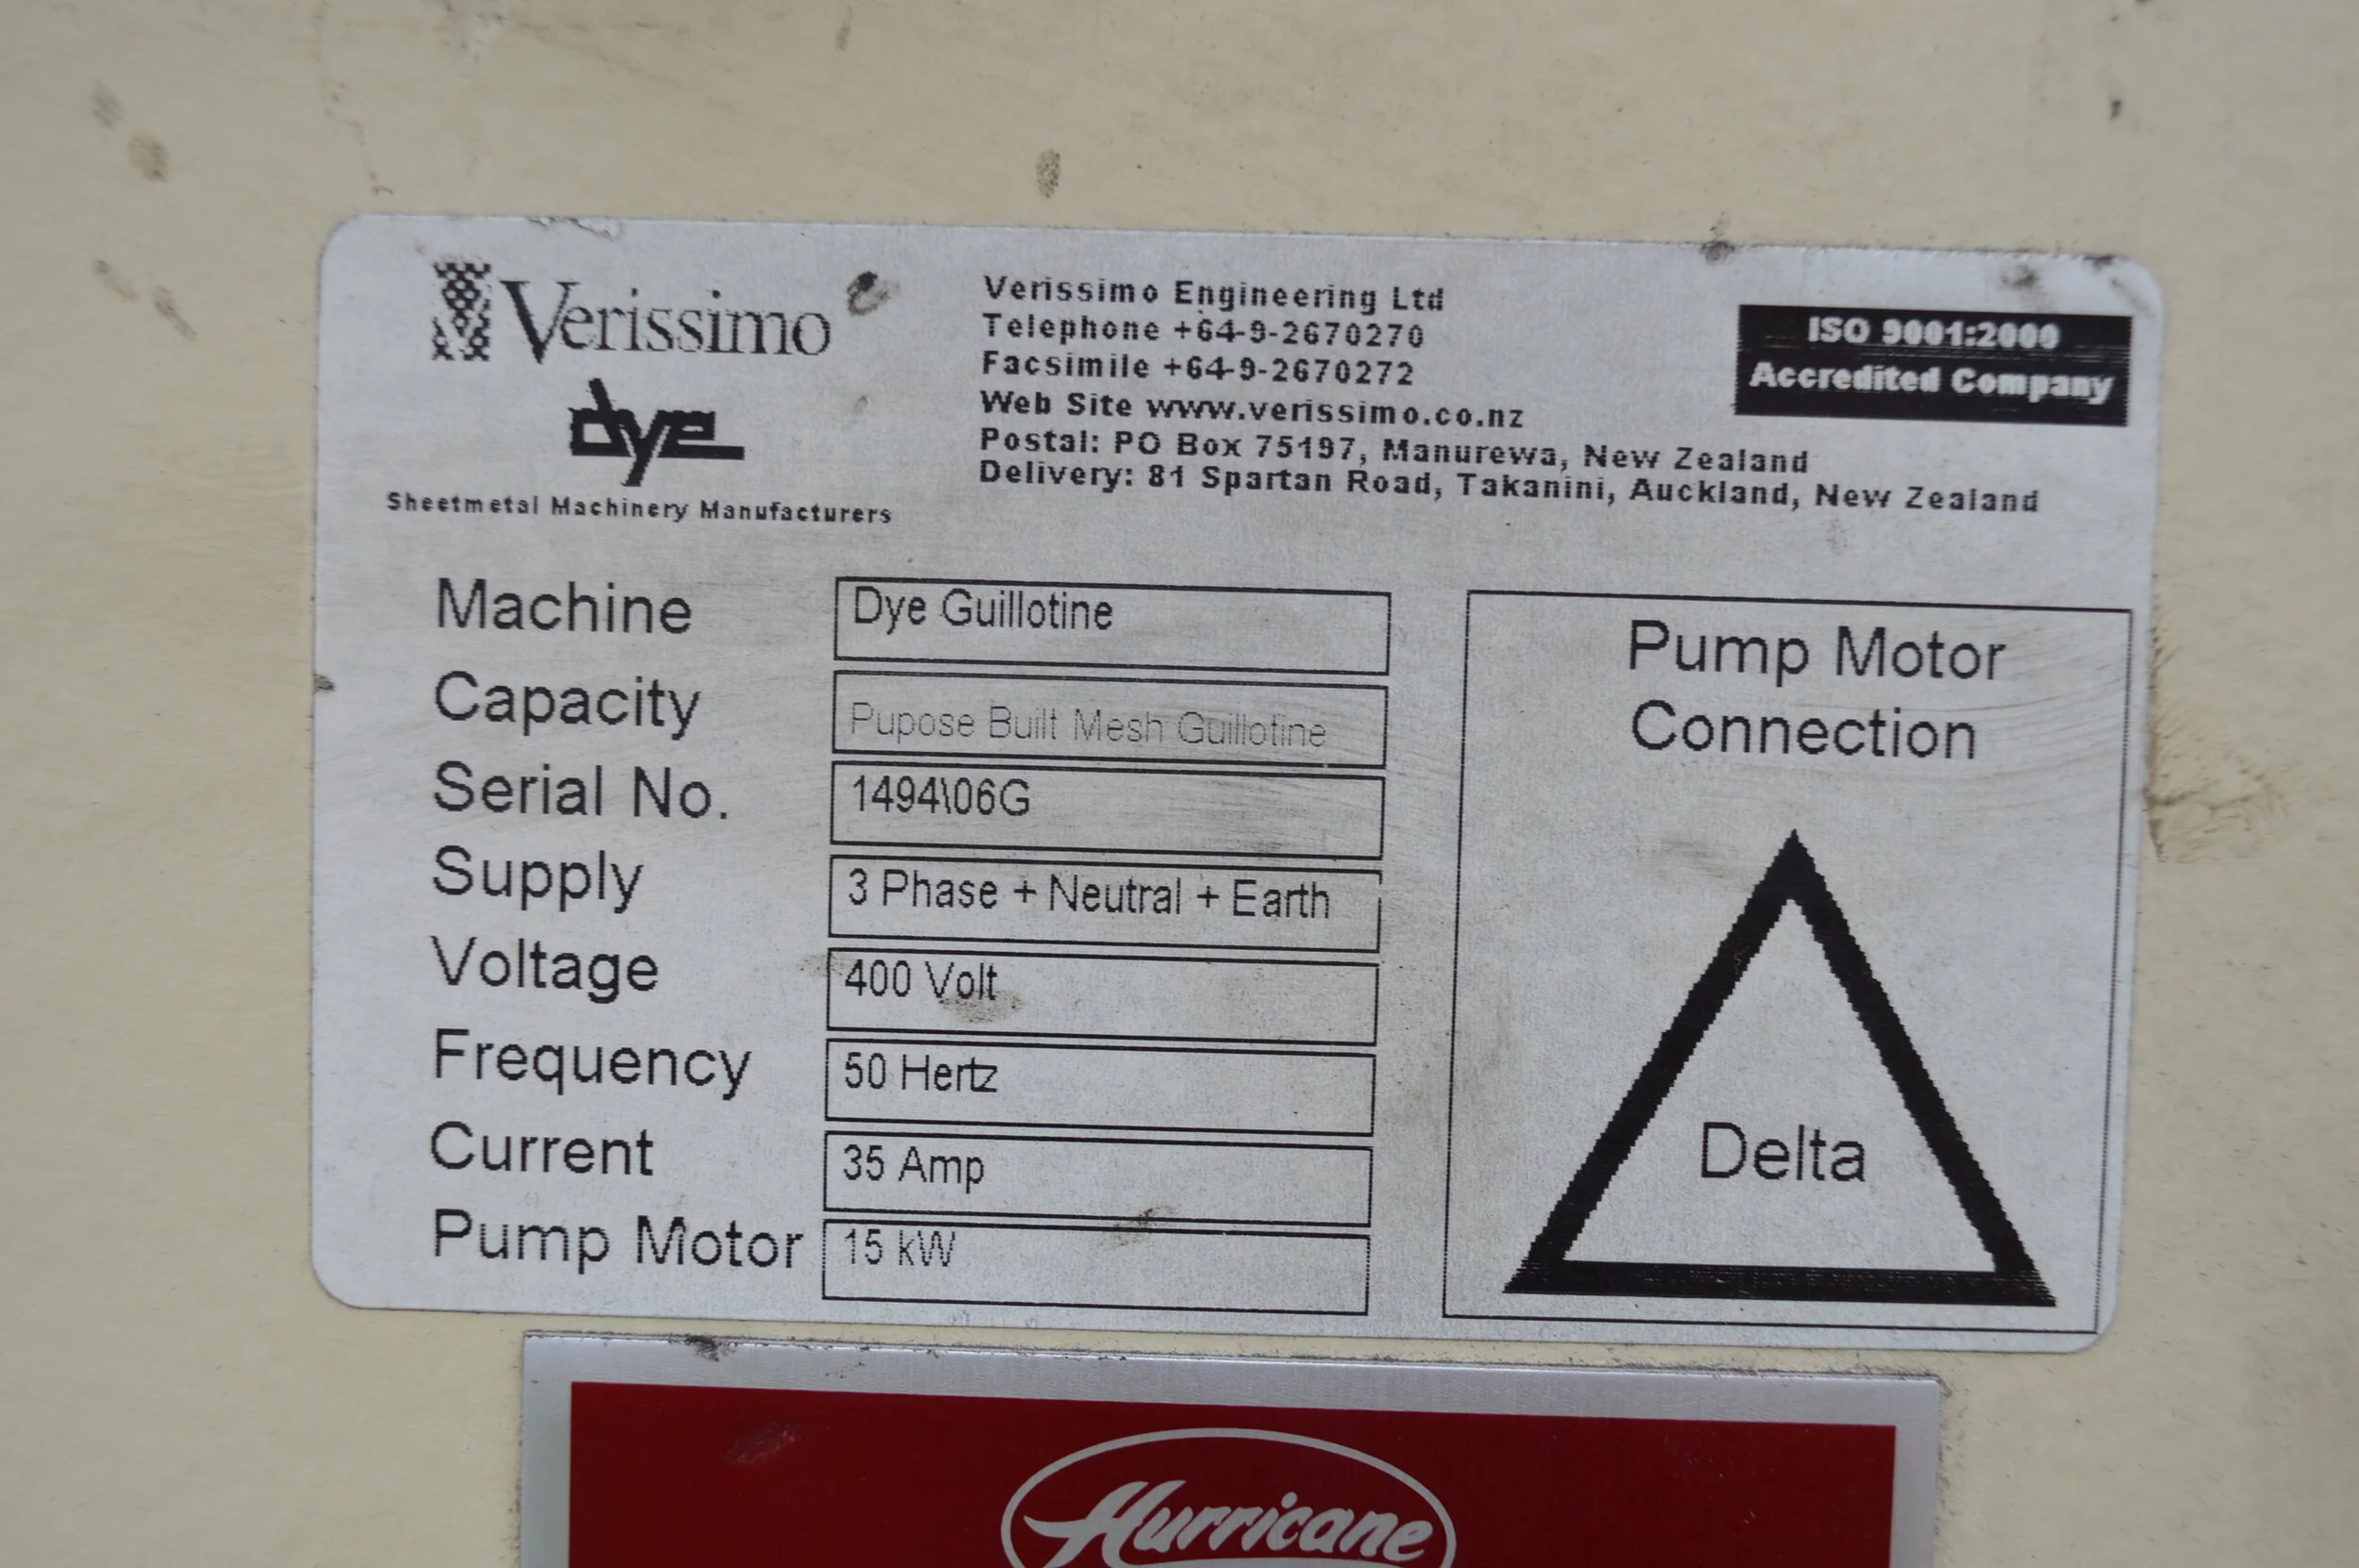 Verissimo
dye
Sheetmetal Machinery Manufacturers
Verissimo Engineering Ltd
Telephone +64-9-2670270
Facsimile +64-9-2670272
Web Site www.verissimo.co.nz
Postal: PO Box 75197, Manurewa, New Zealand
Delivery: 81 Spartan Road, Takanini, Auckland, New Zealand
ISO 9001:2000
Accredited Company
Machine Dye Guillotine
Capacity Pupose Built Mesh Guillotine
Serial No. 1494\06G
Supply 3 Phase + Neutral + Earth
Voltage 400 Volt
Frequency 50 Hertz
Current 35 Amp
Pump Motor 15 kW
Pump Motor
Connection
Delta
Hurricane